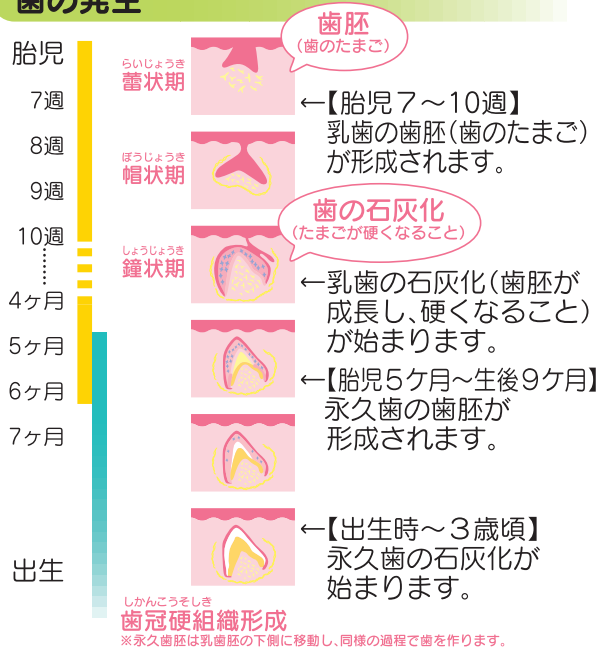 歯の発生
胎児
7週
8週
9週
10週
4ヶ月
5ヶ月
6ヶ月
7ヶ月
出生
らいじょうき
蕾状期
ぼうじょうき
帽状期
しょうじょうき
鐘状期
歯胚
(歯のたまご)
←【胎児7〜10週】
乳歯の歯胚(歯のたまご)
が形成されます。
歯の石灰化
(たまごが硬くなること)
←乳歯の石灰化(歯胚が
成長し、硬くなること)
が始まります。
←【胎児5ケ月〜生後9ケ月】
永久歯の歯胚が
形成されます。
←【出生時〜3歳頃】
永久歯の石灰化が
始まります。
しかんこうそしき
歯冠硬組織形成
※永久歯胚は乳歯胚の下側に移動し、同様の過程で歯を作ります。